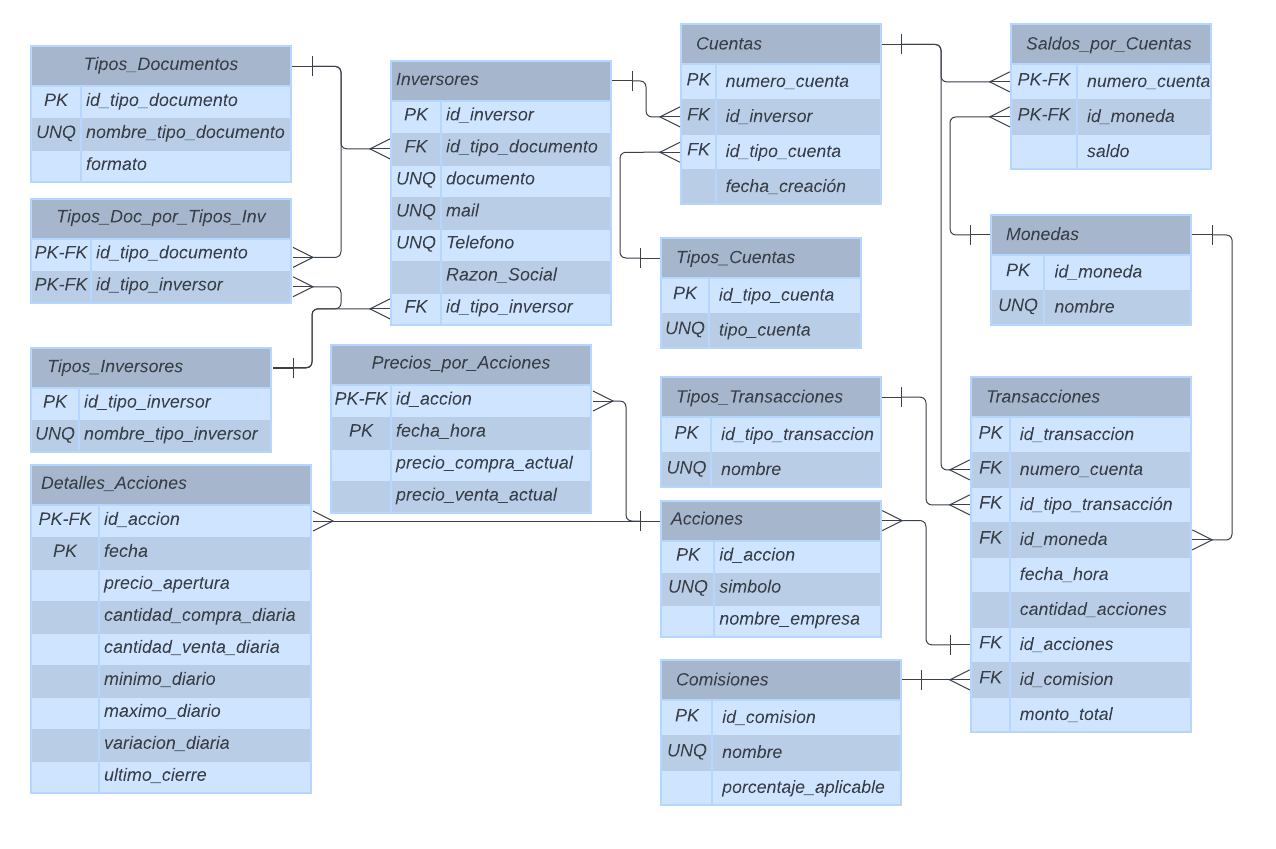 Tipos_Documentos
PK id_tipo_documento
UNQ nombre_tipo_documento
formato
Tipos_Doc_por_Tipos_Inv
PK-FK id_tipo_documento
PK-FK id_tipo_inversor
Tipos_Inversores
PK id_tipo_inversor
UNQ nombre_tipo_inversor
Detalles_Acciones
PK-FK id_accion
PK fecha
precio_apertura
cantidad_compra_diaria
cantidad_venta_diaria
minimo_diario
maximo_diario
variacion_diaria
ultimo_cierre
Inversores
PK id_inversor
FK id_tipo_documento
UNQ documento
UNQ mail
UNQ Telefono
Razon_Social
FK id_tipo_inversor
Precios_por_Acciones
PK-FK id_accion
PK fecha_hora
precio_compra_actual
precio_venta_actual
Cuentas
PK numero_cuenta
FK id_inversor
FK id_tipo_cuenta
fecha_creación
Tipos_Cuentas
PK id_tipo_cuenta
UNQ tipo_cuenta
Tipos_Transacciones
PK id_tipo_transaccion
UNQ nombre
Acciones
PK id_accion
UNQ simbolo
nombre_empresa
Comisiones
PK id_comision
UNQ nombre
porcentaje_aplicable
Saldos_por_Cuentas
PK-FK numero_cuenta
PK-FK id_moneda
saldo
Monedas
PK id_moneda
UNQ nombre
Transacciones
PK id_transaccion
FK numero_cuenta
FK id_tipo_transacción
FK id_moneda
fecha_hora
cantidad_acciones
FK id_acciones
FK id_comision
monto_total